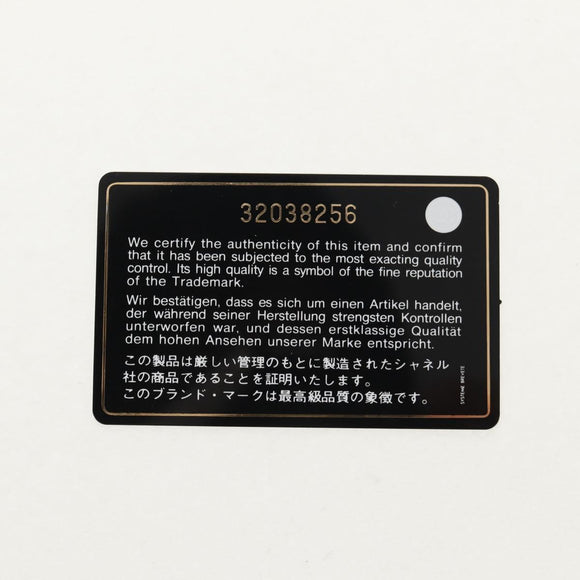 32038256
We certify the authenticity of this item and confirm
that it has been subjected to the most exacting quality
control. Its high quality is a symbol of the fine reputation
of the Trademark.
Wir bestätigen, dass es sich um einen Artikel handelt,
der während seiner Herstellung strengsten Kontrollen
unterworfen war, und dessen erstklassige Qualität
dem hohen Ansehen unserer Marke entspricht.
この製品は厳しい管理のもとに製造されたシャネル
社の商品であることを証明いたします。
このブランド・マークは最高級品質の象徴です。